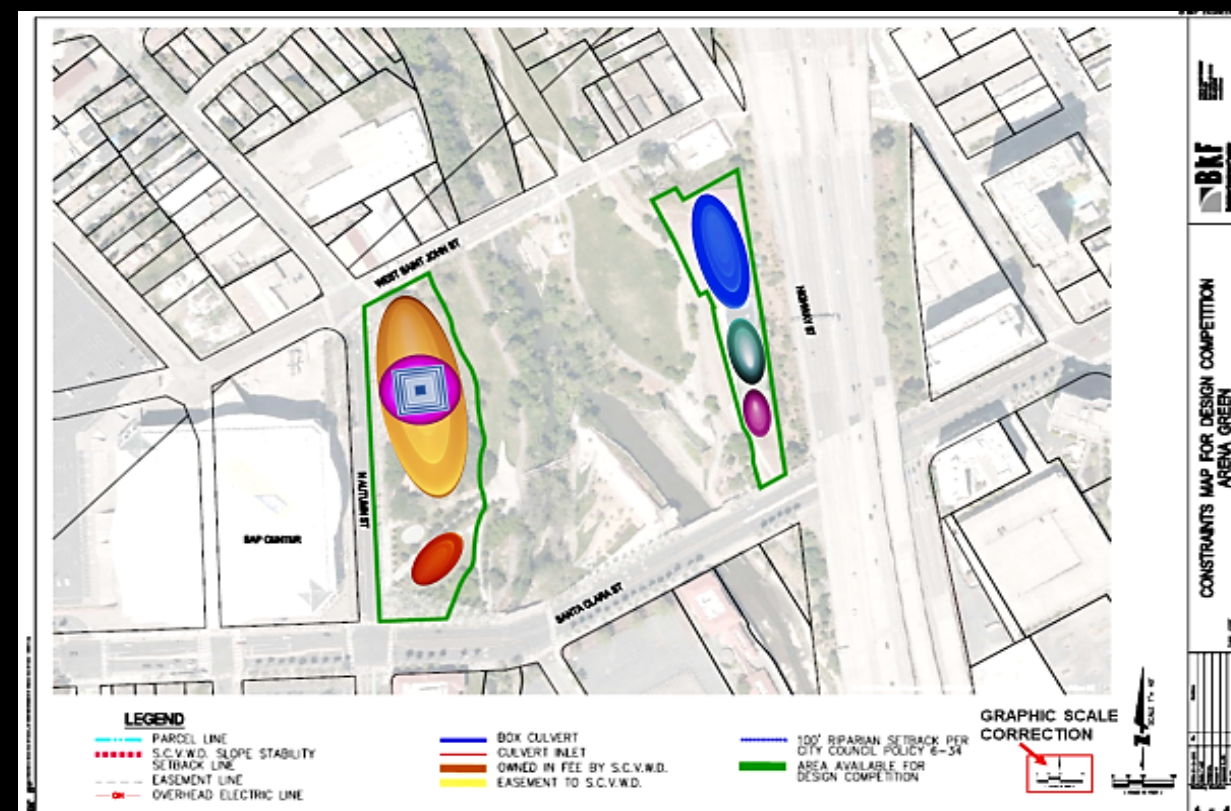 WEST SAINT JOHN ST
HIGHWAY 87
N AUTUMN ST
SAP CENTER
SANTA CLARA ST
LEGEND
PARCEL LINE
S.C.V.W.D. SLOPE STABILITY
SETBACK LINE
EASEMENT LINE
OH
OVERHEAD ELECTRIC LINE
BOX CULVERT
CULVERT INLET
OWNED IN FEE BY S.C.V.W.D.
EASEMENT TO S.C.V.W.D.
100' RIPARIAN SETBACK PER
CITY COUNCIL POLICY 6-34
AREA AVAILABLE FOR
DESIGN COMPETITION
GRAPHIC SCALE
CORRECTION
Z
BKF
CONSTRAINTS MAP FOR DESIGN COMPETITION
ARENA GREEN